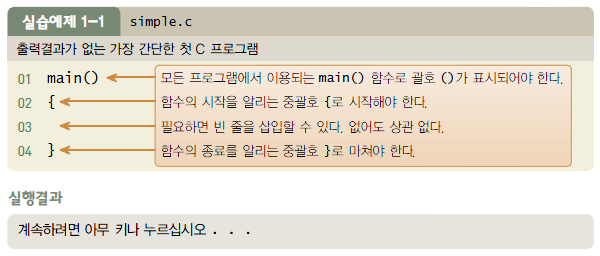 실습예제 1-1 simple.c
출력결과가 없는 가장 간단한 첫 C 프로그램
01 main() 모든 프로그램에서 이용되는 main() 함수로 괄호 ()가 표시되어야 한다.
02 { 함수의 시작을 알리는 중괄호 {로 시작해야 한다.
03 필요하면 빈 줄을 삽입할 수 있다. 없어도 상관 없다.
04 } 함수의 종료를 알리는 중괄호 }로 마쳐야 한다.
실행결과
계속하려면 아무 키나 누르십시오 . . .